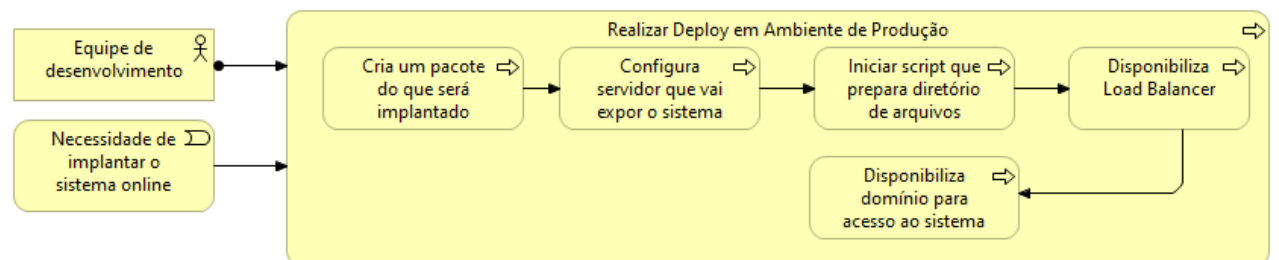 Equipe de
desenvolvimento
Necessidade de
implantar o
sistema online
Realizar Deploy em Ambiente de Produção
Cria um pacote
do que será
implantado
Configura
servidor que vai
expor o sistema
Iniciar script que
prepara diretório
de arquivos
Disponibiliza
Load Balancer
Disponibiliza
domínio para
acesso ao sistema